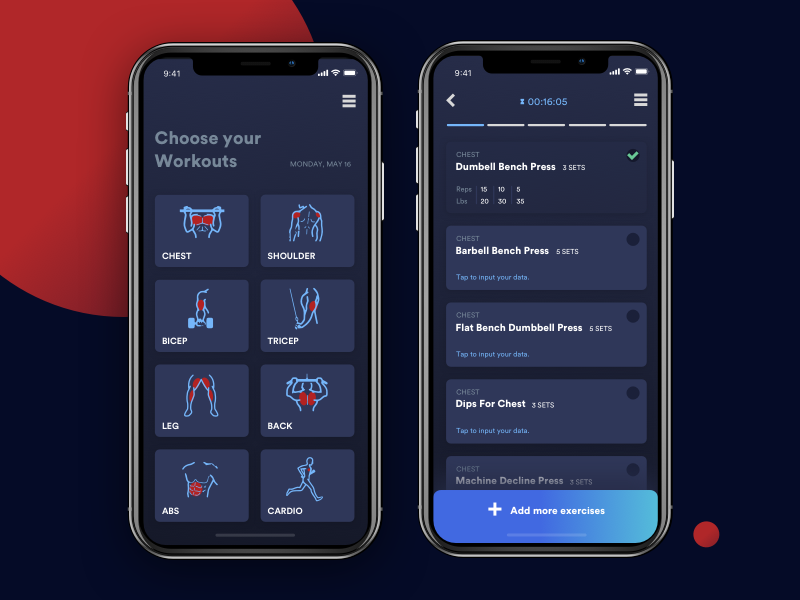 9:41
Choose your
Workouts
MONDAY, MAY 16
CHEST
SHOULDER
BICEP
TRICEP
LEG
BACK
ABS
CARDIO
9:41
00:16:05
CHEST
Dumbell Bench Press 3 SETS
Reps 15 10 5
Lbs 20 30 35
CHEST
Barbell Bench Press 5 SETS
Tap to input your data.
CHEST
Flat Bench Dumbbell Press 5 SETS
Tap to input your data.
CHEST
Dips For Chest 3 SETS
Tap to input your data.
CHEST
Machine Decline Press 3 SETS
Add more exercises